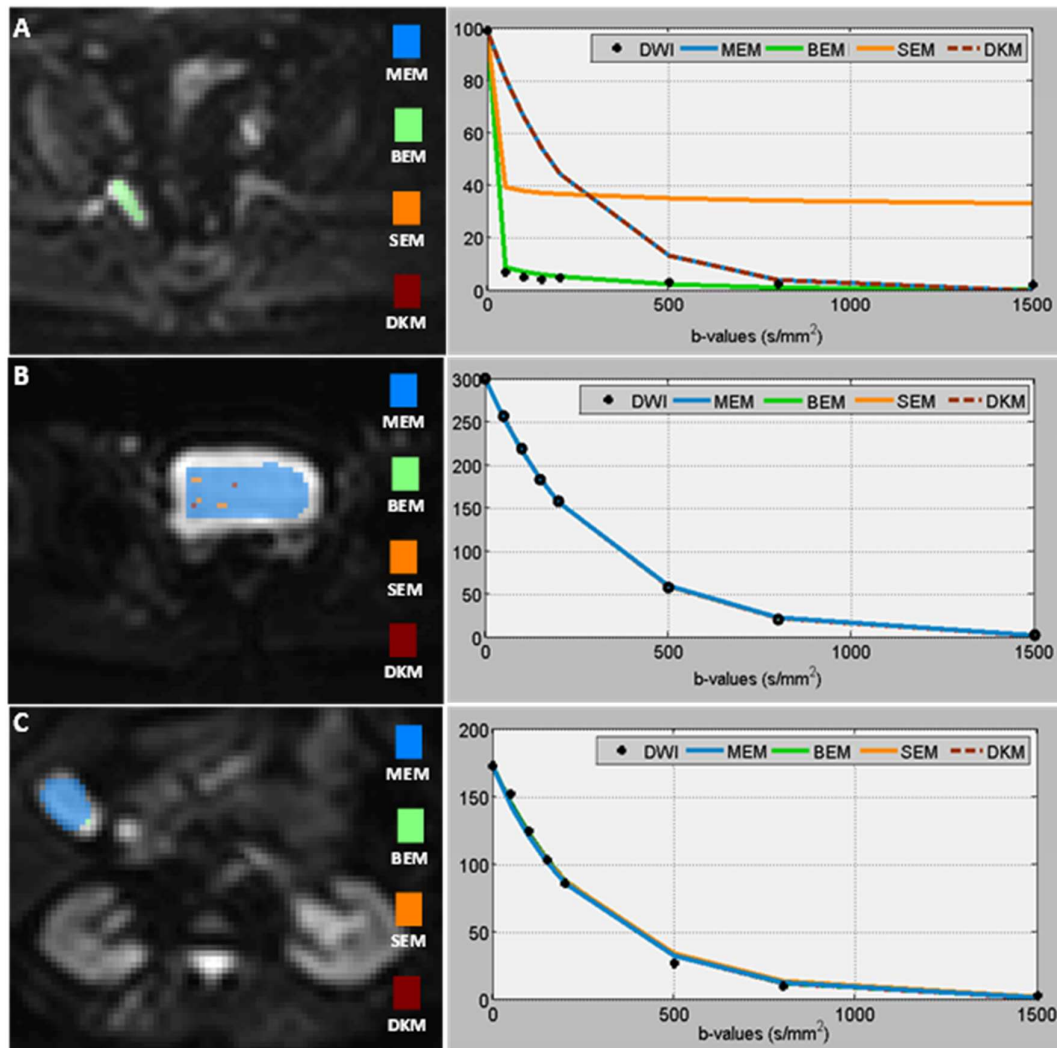 A
MEM
BEM
SEM
DKM
DWI MEM BEM SEM DKM
100
80
60
40
20
0
0 500 1000 1500
b-values (s/mm²)
B
MEM
BEM
SEM
DKM
DWI MEM BEM SEM DKM
300
250
200
150
100
50
0
0 500 1000 1500
b-values (s/mm²)
C
MEM
BEM
SEM
DKM
DWI MEM BEM SEM DKM
200
150
100
50
0
0 500 1000 1500
b-values (s/mm²)